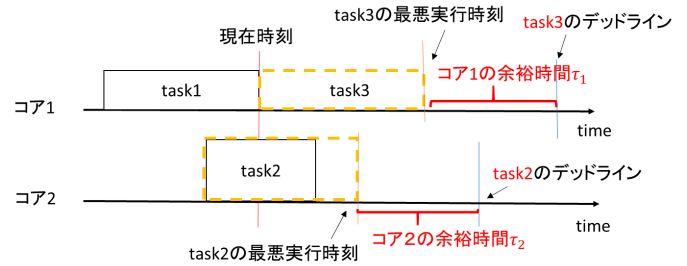 task3の最悪実行時刻
task3のデッドライン
現在時刻
コア1の余裕時間τ1
task1
task3
コア1
time
task2
コア2
task2のデッドライン
time
task2の最悪実行時刻
コア２の余裕時間τ2